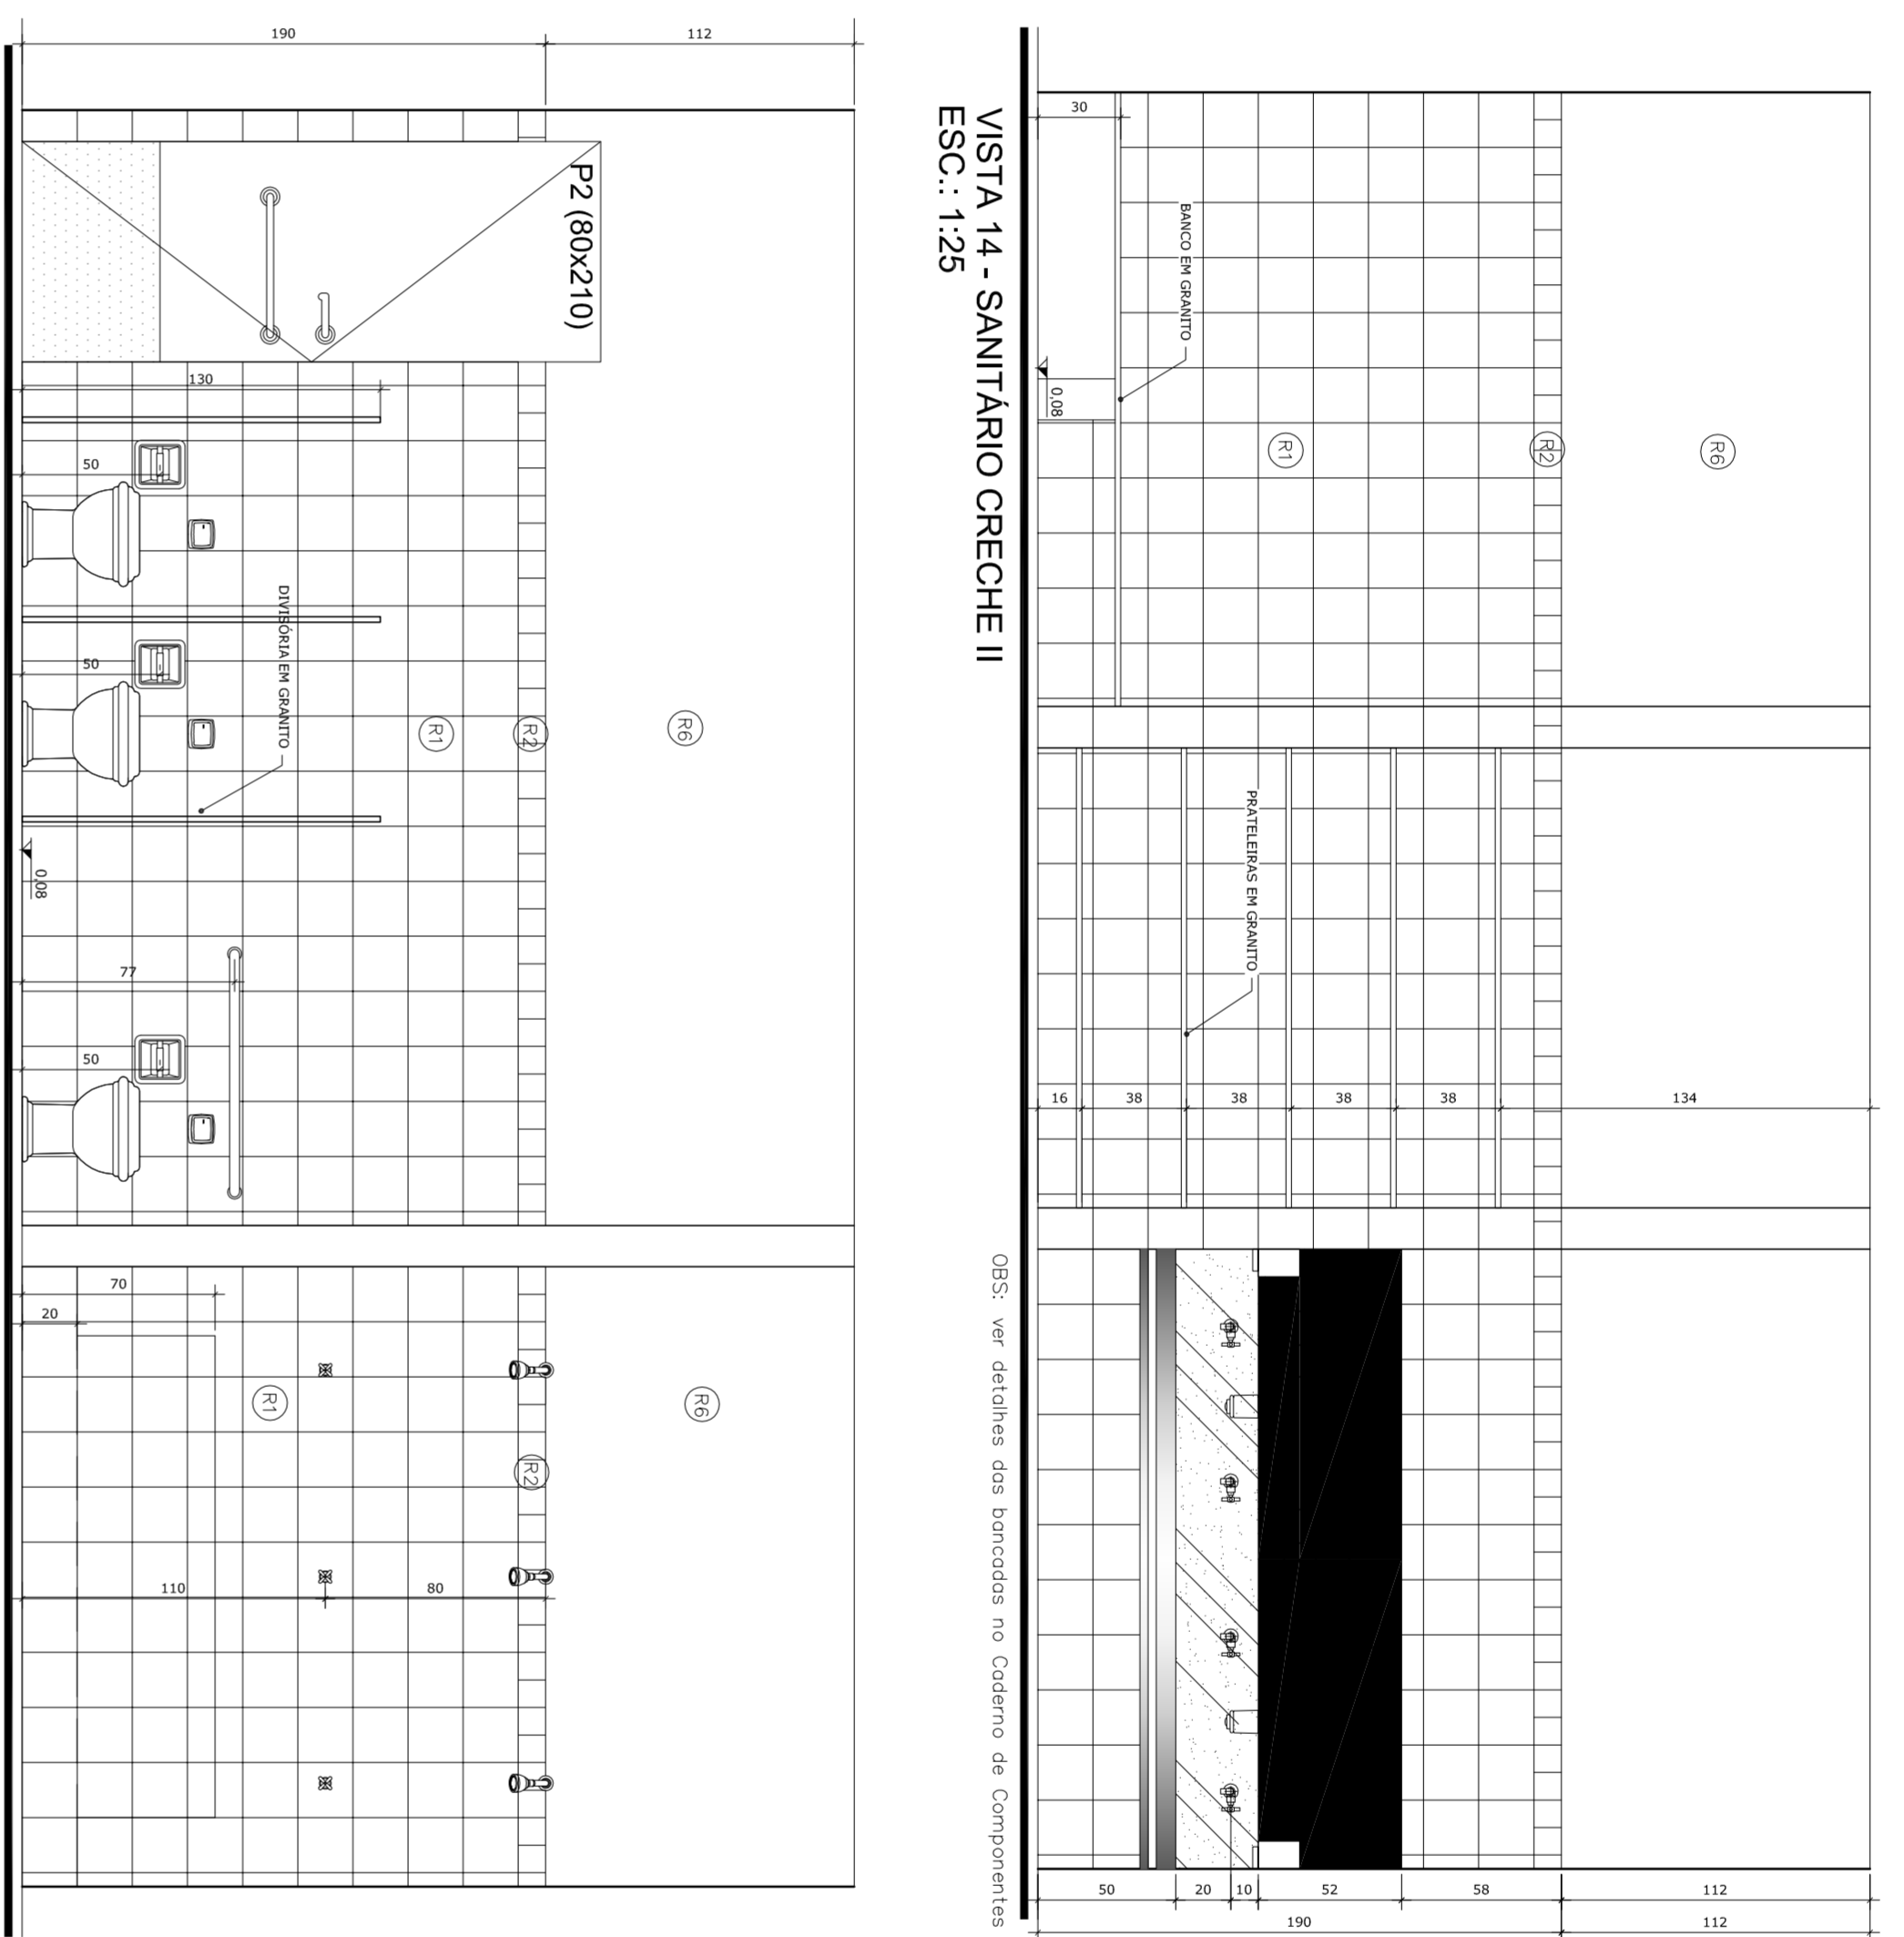 30
BANCO EM GRANITO
0,08
R1
R2
R6
PRATELEIRAS EM GRANITO
16
38
38
38
38
134
50
20
10
52
58
112
190
112
VISTA 14 - SANITÁRIO CRECHE II
ESC.: 1:25
OBS: ver detalhes das bancadas no Caderno de Componentes
190
112
P2 (80x210)
130
50
50
DIVISÓRIA EM GRANITO
R1
R2
R6
0,08
77
50
70
20
R1
R2
R6
110
80